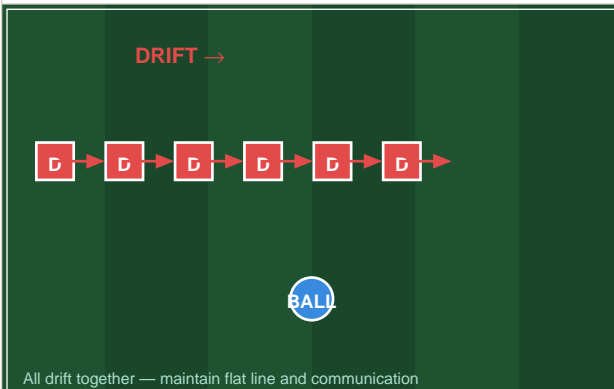 DRIFT →
D D D D D D
BALL
All drift together — maintain flat line and communication